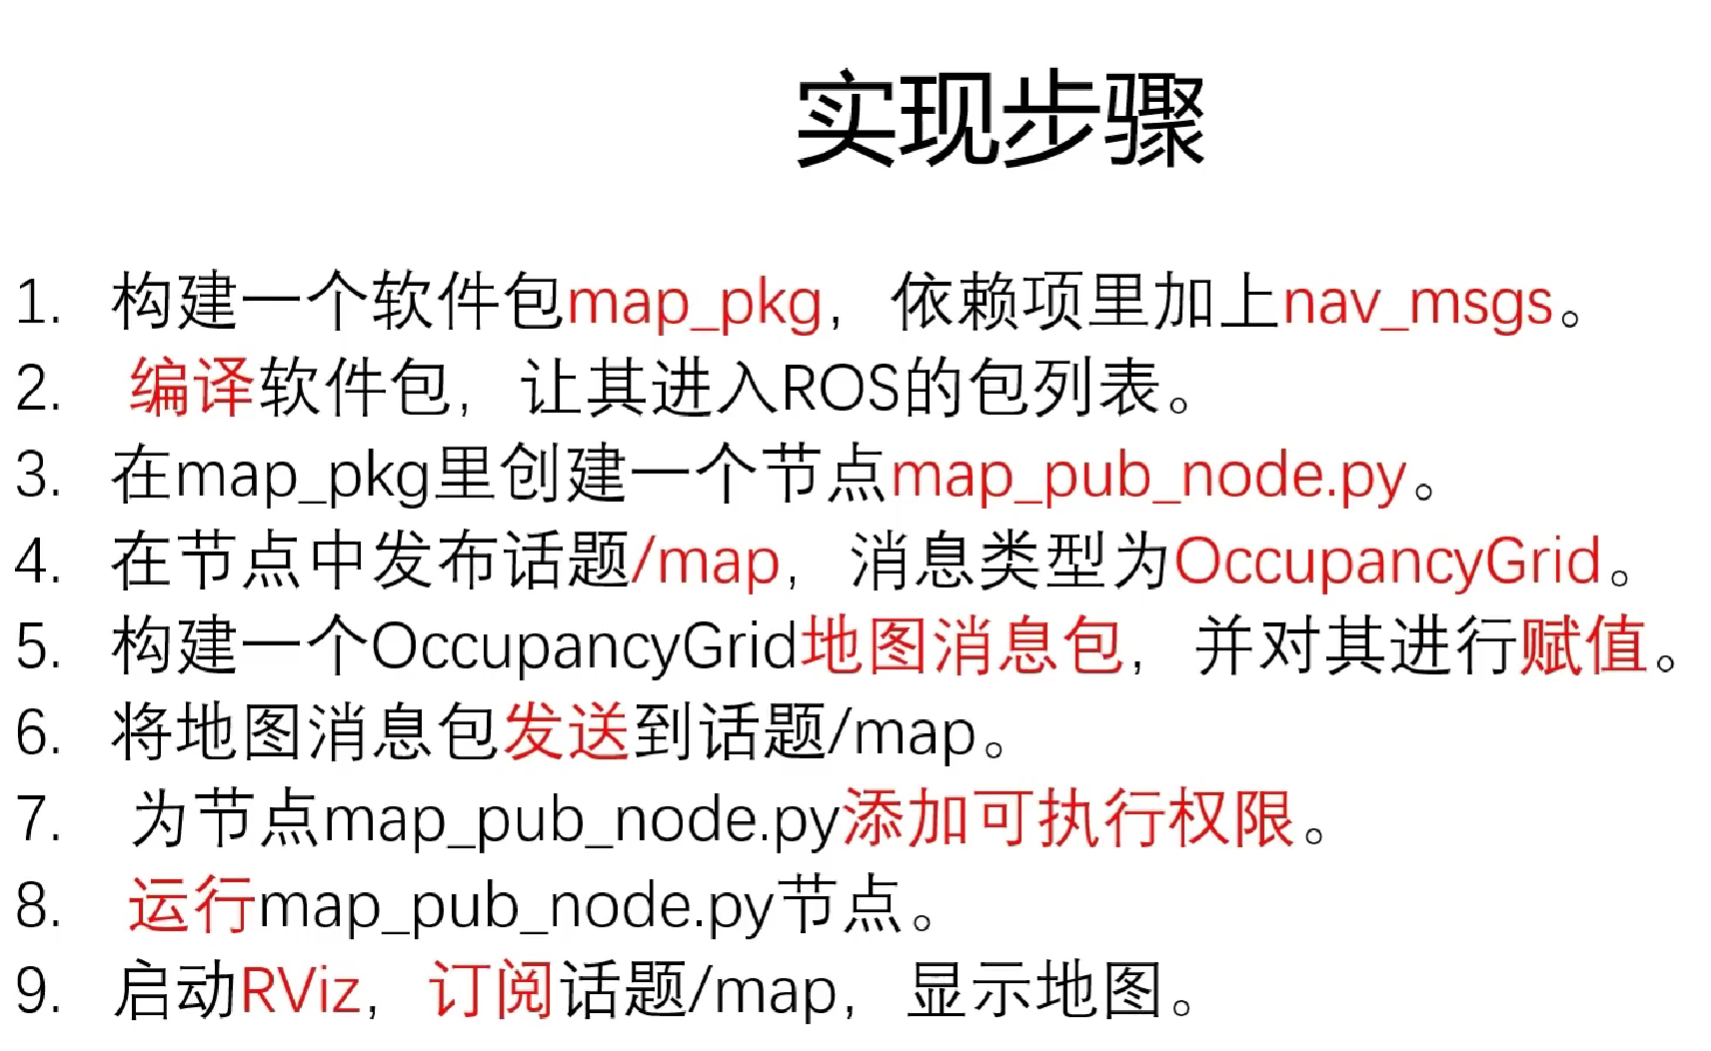 实现步骤
1. 构建一个软件包map_pkg，依赖项里加上nav_msgs。
2. 编译软件包，让其进入ROS的包列表。
3. 在map_pkg里创建一个节点map_pub_node.py。
4. 在节点中发布话题/map，消息类型为OccupancyGrid。
5. 构建一个OccupancyGrid地图消息包，并对其进行赋值。
6. 将地图消息包发送到话题/map。
7. 为节点map_pub_node.py添加可执行权限。
8. 运行map_pub_node.py节点。
9. 启动RViz，订阅话题/map，显示地图。